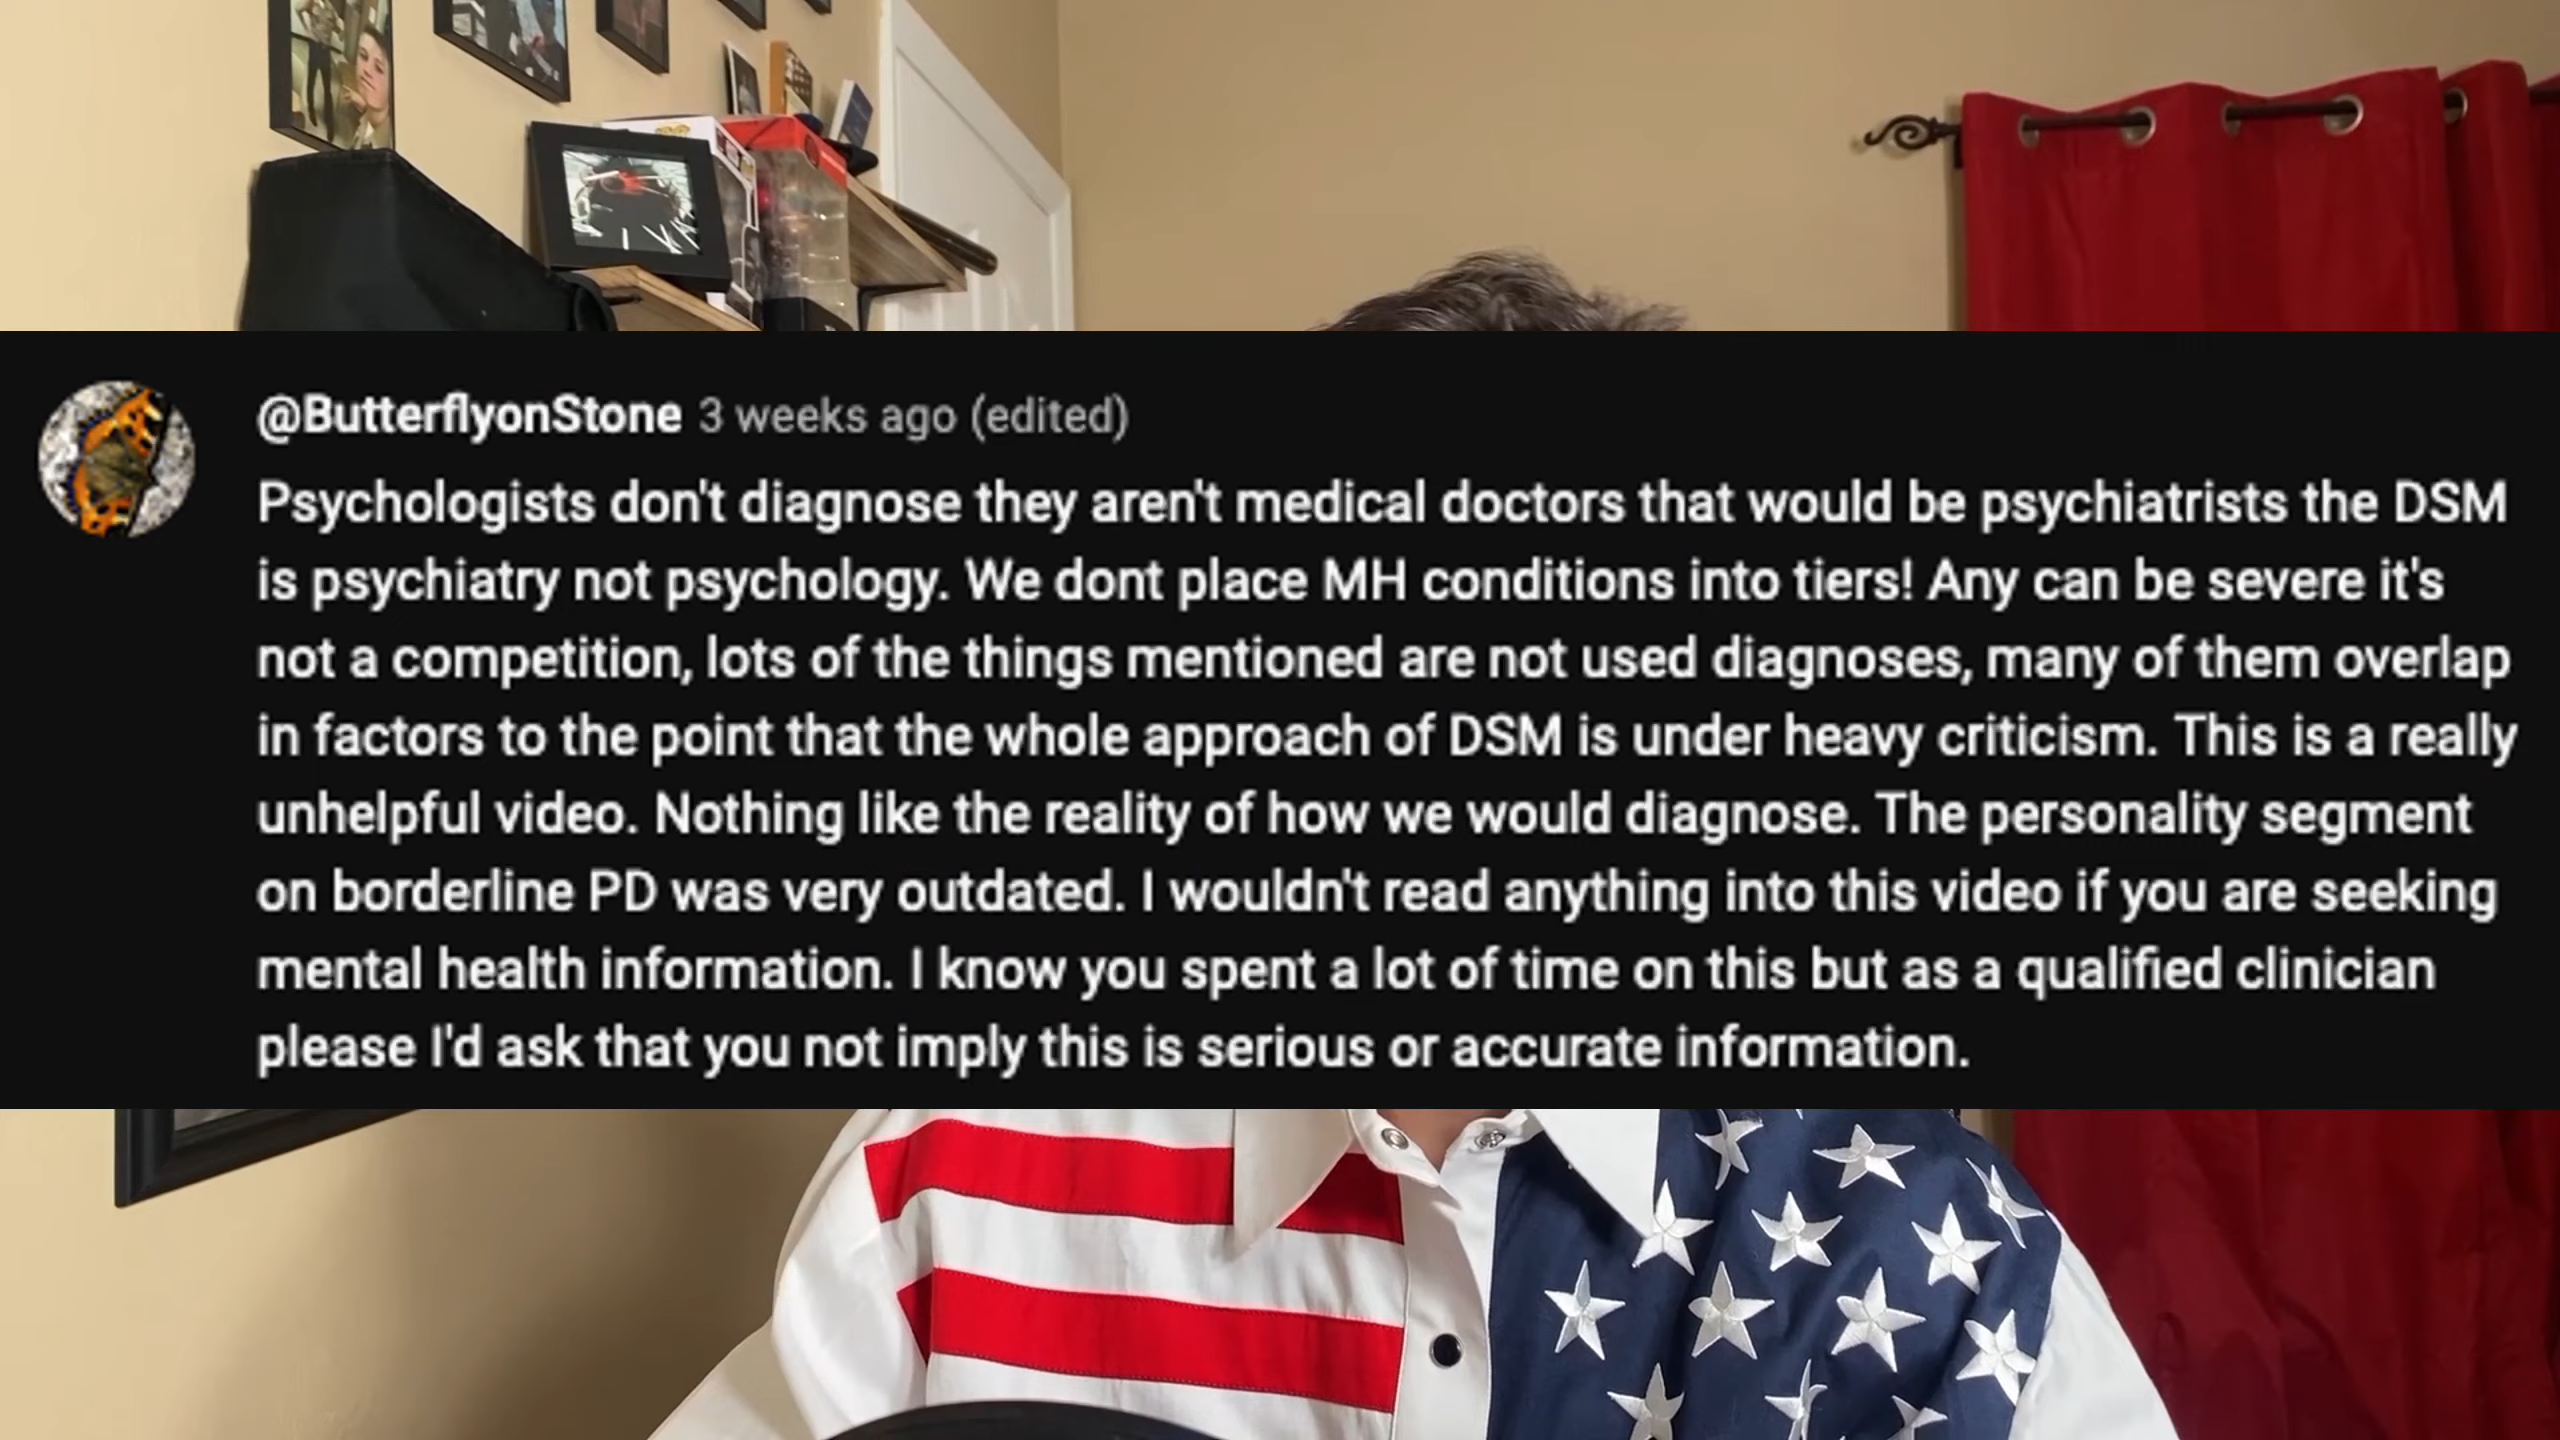 @ButterflyonStone 3 weeks ago (edited)
Psychologists don't diagnose they aren't medical doctors that would be psychiatrists the DSM
is psychiatry not psychology. We dont place MH conditions into tiers! Any can be severe it's
not a competition, lots of the things mentioned are not used diagnoses, many of them overlap
in factors to the point that the whole approach of DSM is under heavy criticism. This is a really
unhelpful video. Nothing like the reality of how we would diagnose. The personality segment
on borderline PD was very outdated. I wouldn't read anything into this video if you are seeking
mental health information. I know you spent a lot of time on this but as a qualified clinician
please I'd ask that you not imply this is serious or accurate information.